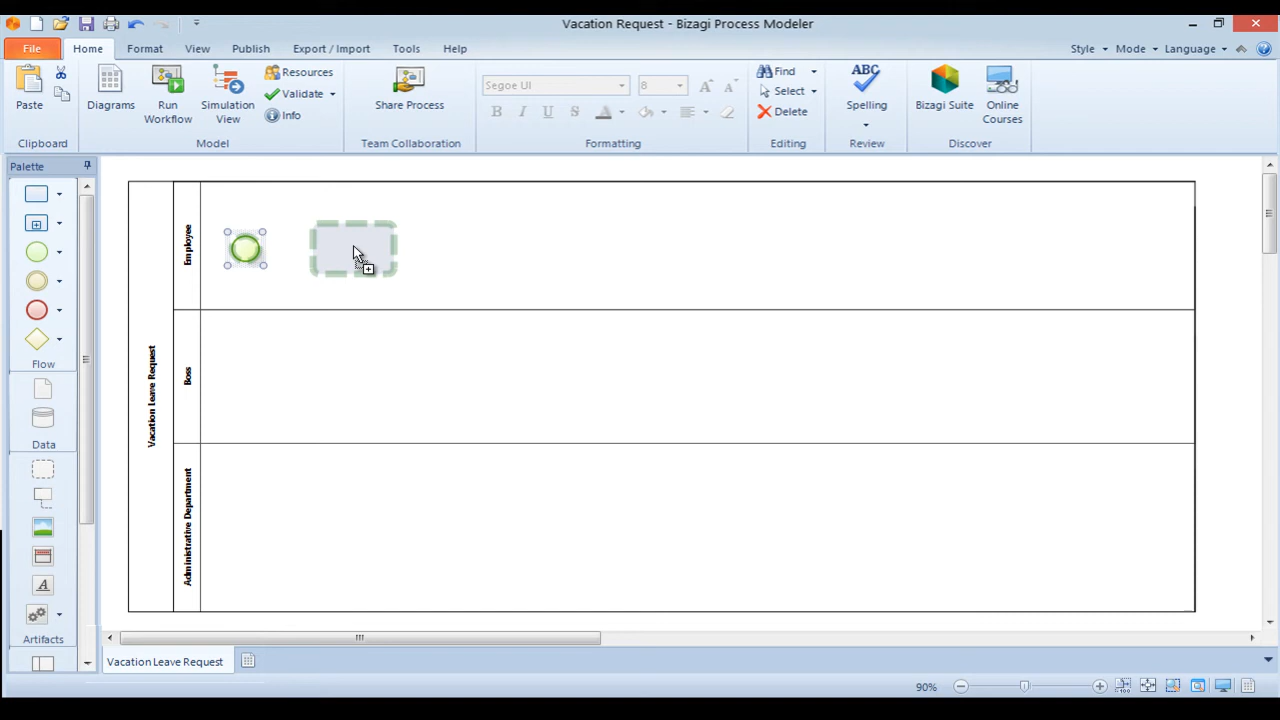 Vacation Request - Bizagi Process Modeler
File Home Format View Publish Export / Import Tools Help Style Mode Language
Paste
Clipboard
Diagrams
Run Workflow
Simulation View
Resources
Validate
Info
Model
Share Process
Team Collaboration
Segoe UI 8
B I U S A
Formatting
Find
Select
Delete
Editing
ABC
Spelling
Review
Bizagi Suite
Online Courses
Discover
Palette
Flow
Data
A
Artifacts
Vacation Leave Request
Employee
Boss
Administrative Department
Vacation Leave Request
90%